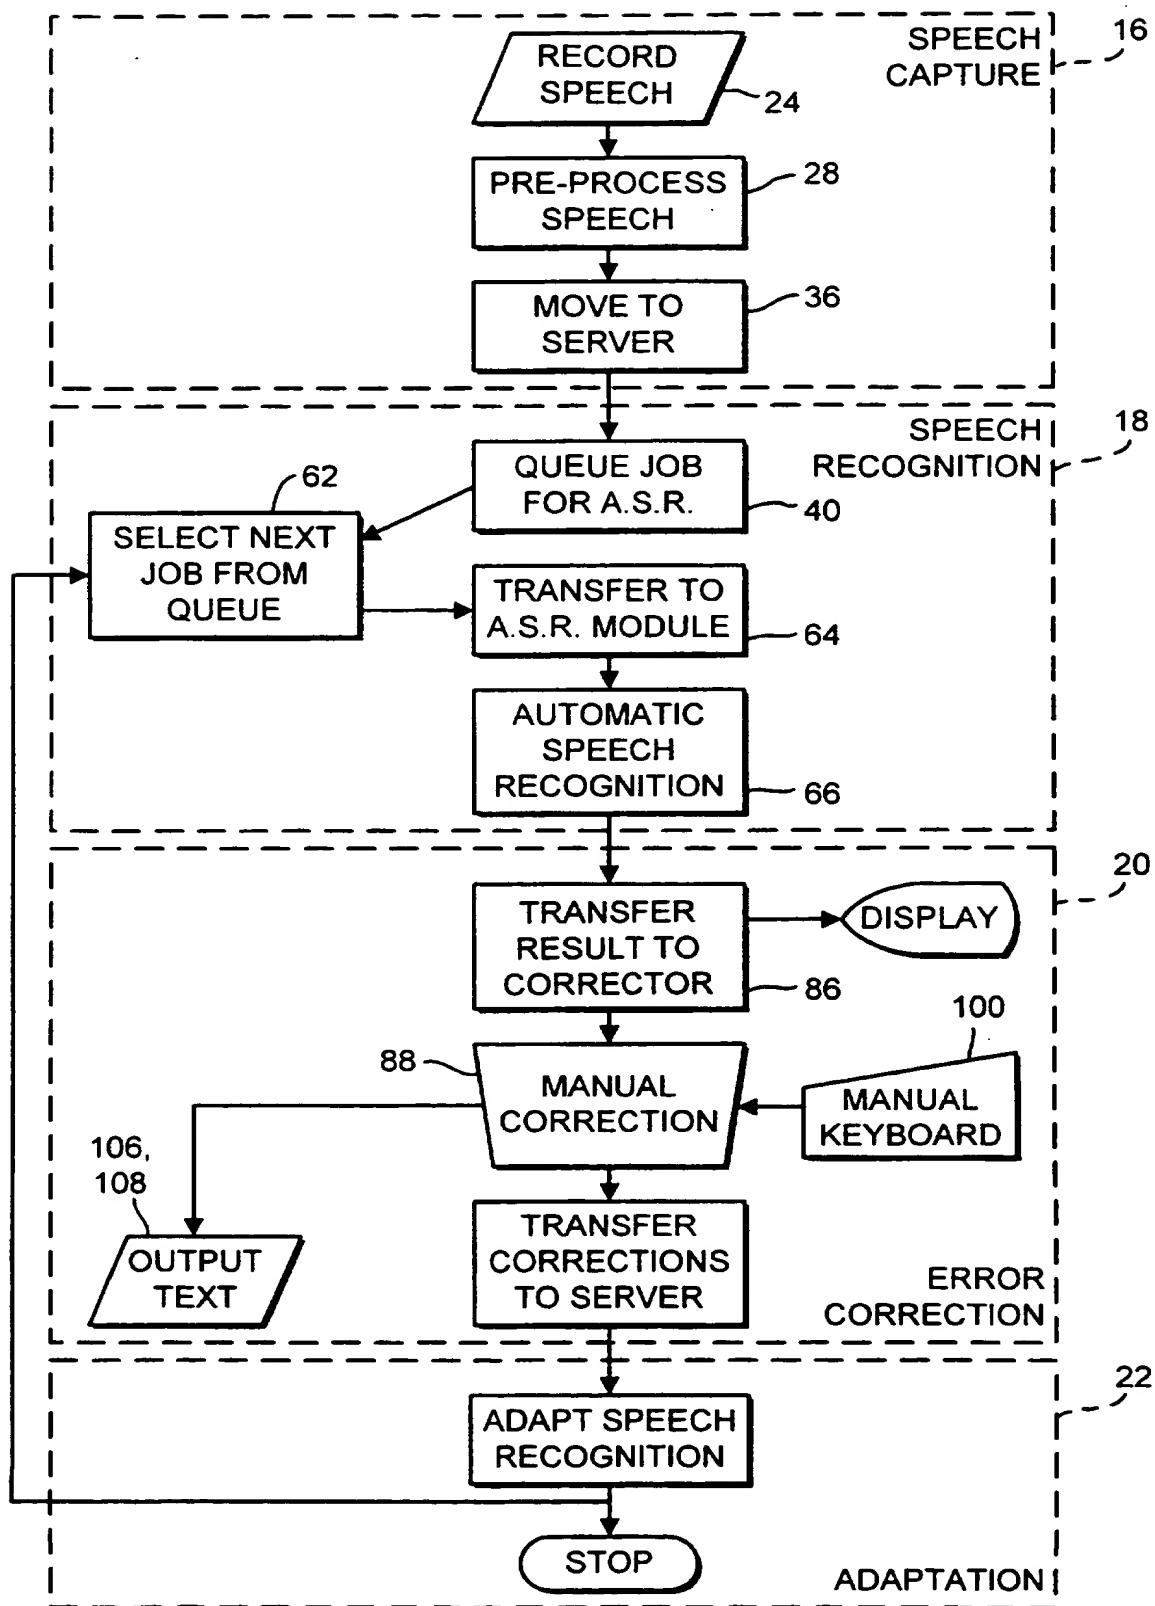 16
SPEECH
CAPTURE
RECORD
SPEECH
24
PRE-PROCESS
SPEECH
28
MOVE TO
SERVER
36
18
SPEECH
RECOGNITION
QUEUE JOB
FOR A.S.R.
40
62
SELECT NEXT
JOB FROM
QUEUE
TRANSFER TO
A.S.R. MODULE
64
AUTOMATIC
SPEECH
RECOGNITION
66
20
TRANSFER
RESULT TO
CORRECTOR
86
DISPLAY
100
88
MANUAL
CORRECTION
MANUAL
KEYBOARD
106,
108
OUTPUT
TEXT
TRANSFER
CORRECTIONS
TO SERVER
ERROR
CORRECTION
22
ADAPT SPEECH
RECOGNITION
STOP
ADAPTATION